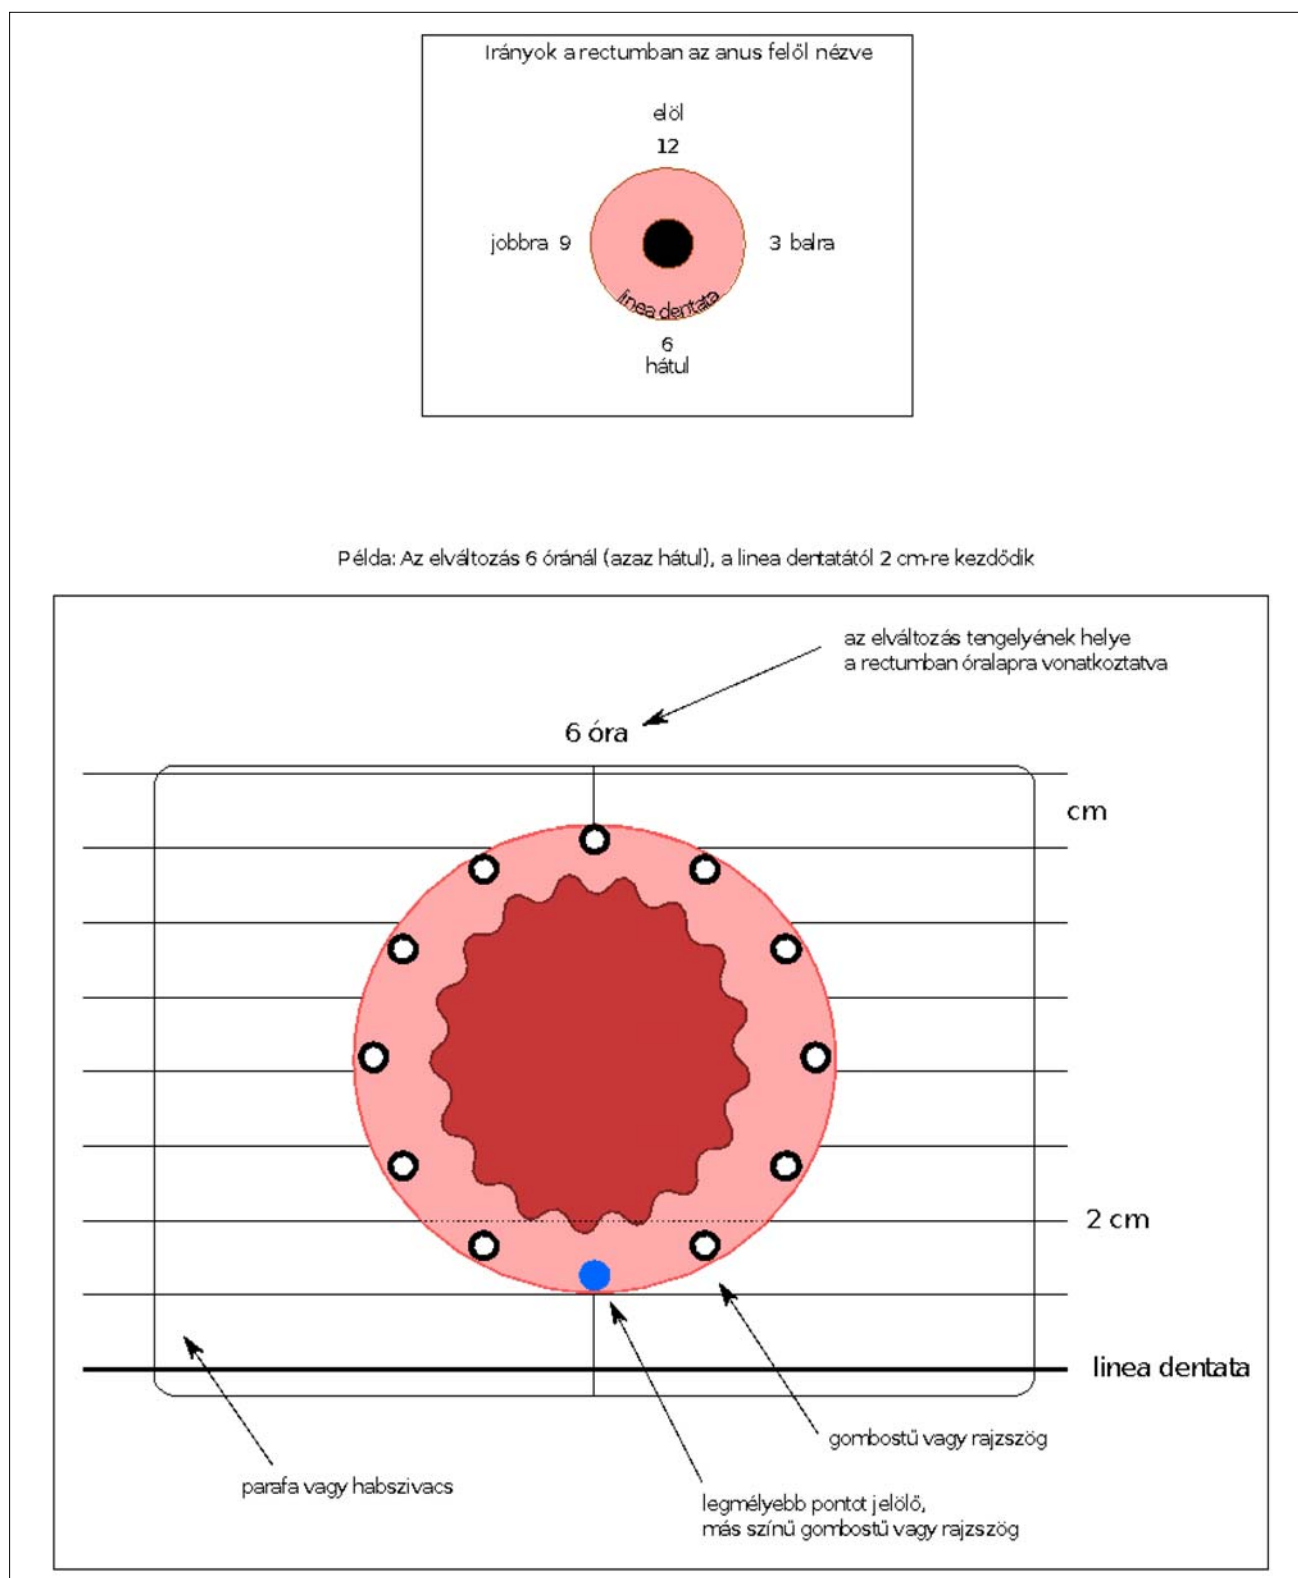 Irányok a rectumban az anus felől nézve
elöl
12
jobbra 9
3 balra
linea dentata
6
hátul
Példa: Az elváltozás 6 óránál (azaz hátul), a linea dentatától 2 cm-re kezdődik
az elváltozás tengelyének helye
a rectumban óralapra vonatkoztatva
6 óra
cm
2 cm
linea dentata
gombostű vagy rajzszög
parafa vagy habszivacs
legmélyebb pontot jelölő,
más színű gombostű vagy rajzszög